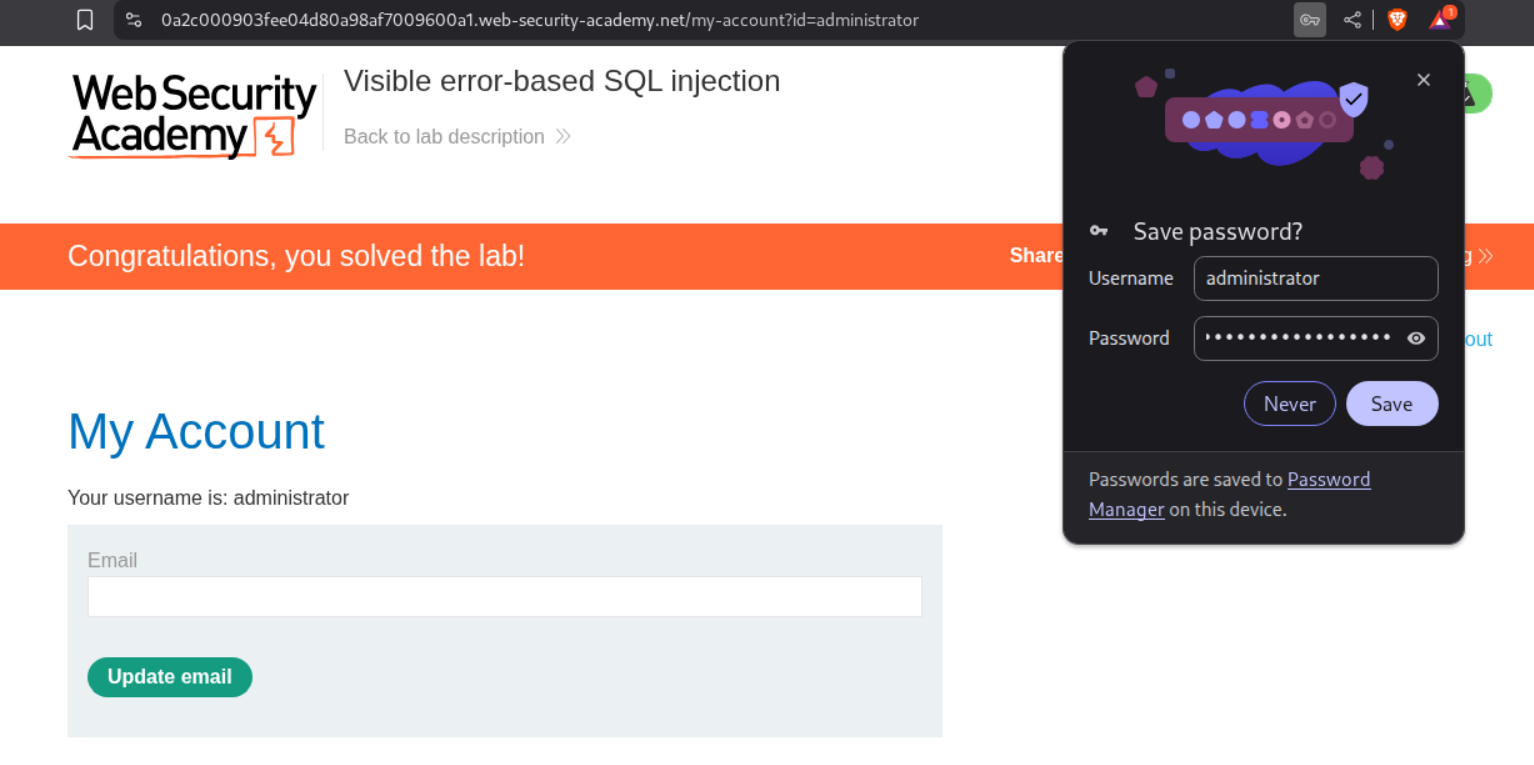 0a2c000903fee04d80a98af7009600a1.web-security-academy.net/my-account?id=administrator
1
Web Security
Academy
Visible error-based SQL injection
Back to lab description
Save password?
Username administrator
Password
Never Save
Passwords are saved to Password
Manager on this device.
Congratulations, you solved the lab!
Share
g
out
My Account
Your username is: administrator
Email
Update email